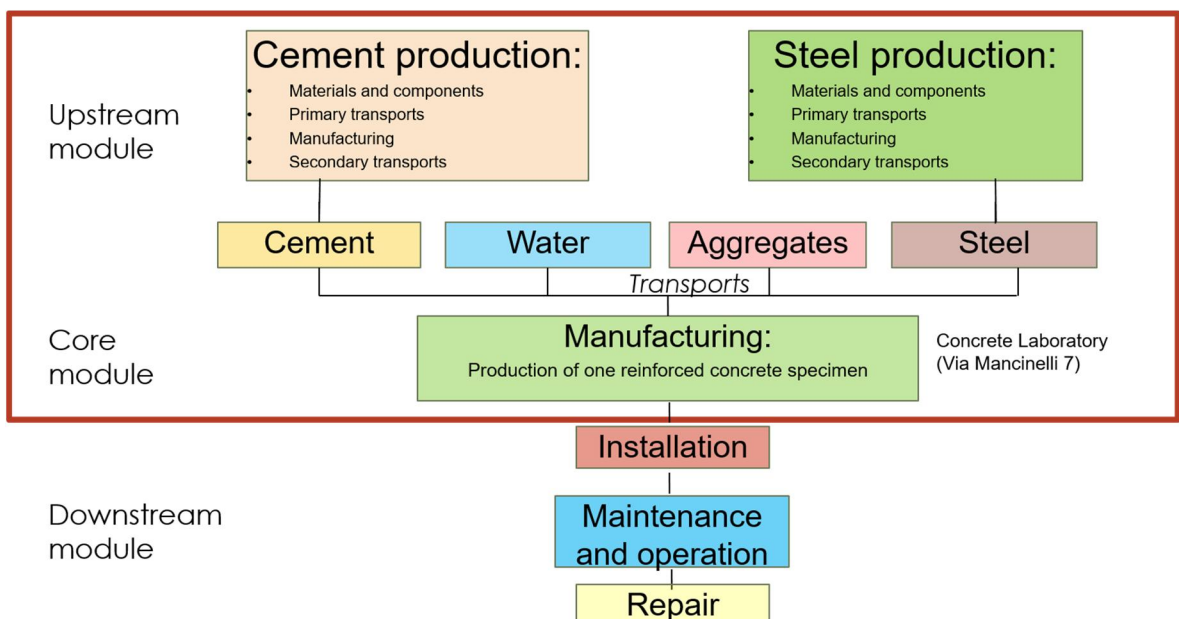 Cement production:
• Materials and components
• Primary transports
• Manufacturing
• Secondary transports
Steel production:
• Materials and components
• Primary transports
• Manufacturing
• Secondary transports
Upstream
module
Cement
Water
Aggregates
Steel
Transports
Core
module
Manufacturing:
Production of one reinforced concrete specimen
Concrete Laboratory
(Via Mancinelli 7)
Installation
Downstream
module
Maintenance
and operation
Repair